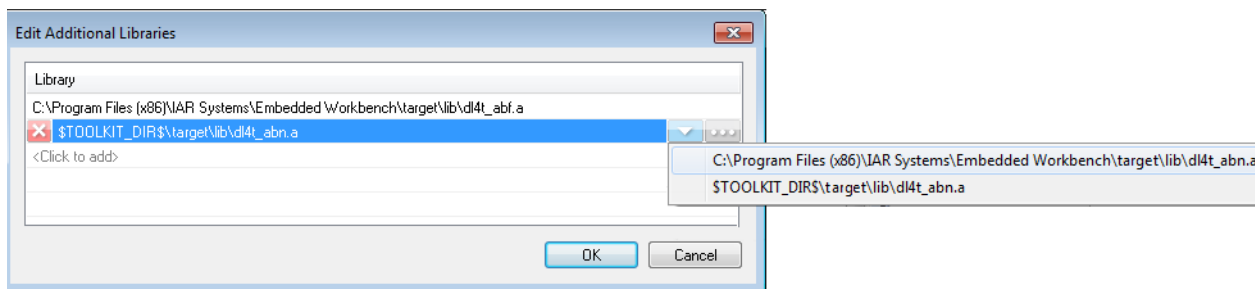 Edit Additional Libraries
Library
C:\Program Files (x86)\IAR Systems\Embedded Workbench\target\lib\dl4t_abf.a
$TOOLKIT_DIR$\target\lib\dl4t_abn.a
<Click to add>
C:\Program Files (x86)\IAR Systems\Embedded Workbench\target\lib\dl4t_abn.a
$TOOLKIT_DIR$\target\lib\dl4t_abn.a
OK
Cancel